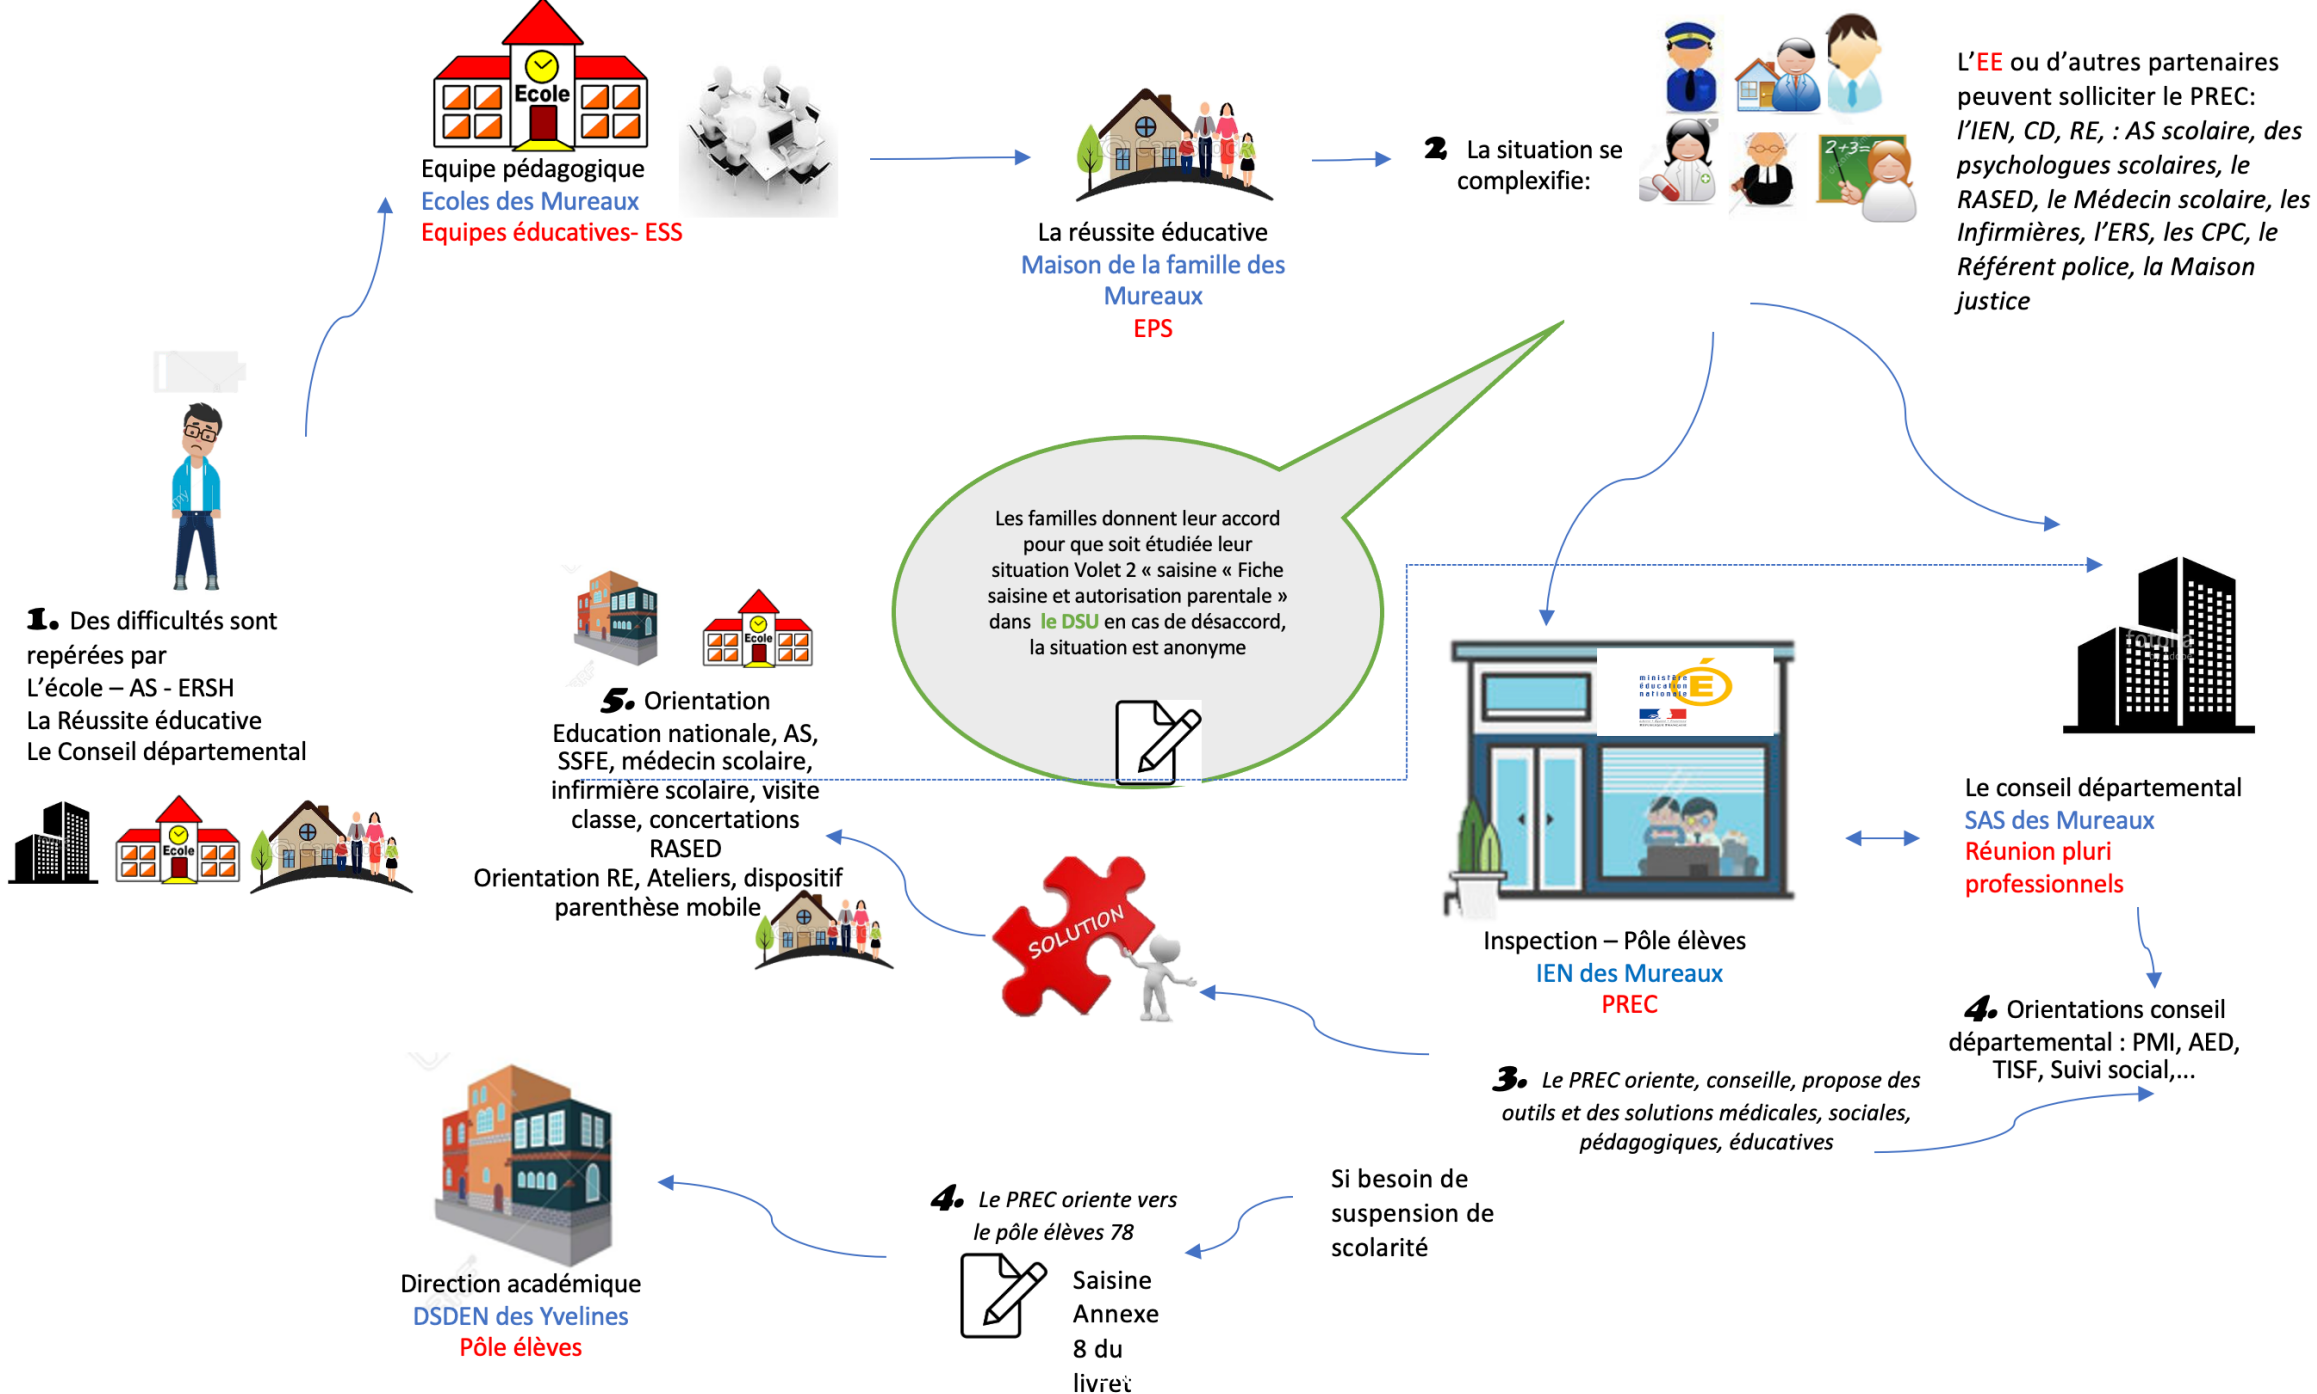 Ecole
Equipe pédagogique
Ecoles des Mureaux
Equipes éducatives- ESS
La réussite éducative
Maison de la famille des
Mureaux
EPS
2 La situation se
complexifie:
2+3=
L'EE ou d'autres partenaires
peuvent solliciter le PREC:
l'IEN, CD, RE, : AS scolaire, des
psychologues scolaires, le
RASED, le Médecin scolaire, les
Infirmières, l'ERS, les CPC, le
Référent police, la Maison
justice
1. Des difficultés sont
repérées par
L'école – AS - ERSH
La Réussite éducative
Le Conseil départemental
Ecole
Les familles donnent leur accord
pour que soit étudiée leur
situation Volet 2 « saisine « Fiche
saisine et autorisation parentale »
dans le DSU en cas de désaccord,
la situation est anonyme
Ecole
5. Orientation
Education nationale, AS,
SSFE, médecin scolaire,
infirmière scolaire, visite
classe, concertations
RASED
Orientation RE, Ateliers, dispositif
parenthèse mobile
SOLUTION
ministère
éducation
nationale
É
Inspection – Pôle élèves
IEN des Mureaux
PREC
fotolia
Le conseil départemental
SAS des Mureaux
Réunion pluri
professionnels
4. Orientations conseil
départemental : PMI, AED,
TISF, Suivi social,...
3. Le PREC oriente, conseille, propose des
outils et des solutions médicales, sociales,
pédagogiques, éducatives
Si besoin de
suspension de
scolarité
4. Le PREC oriente vers
le pôle élèves 78
Saisine
Annexe
8 du
livret
Direction académique
DSDEN des Yvelines
Pôle élèves